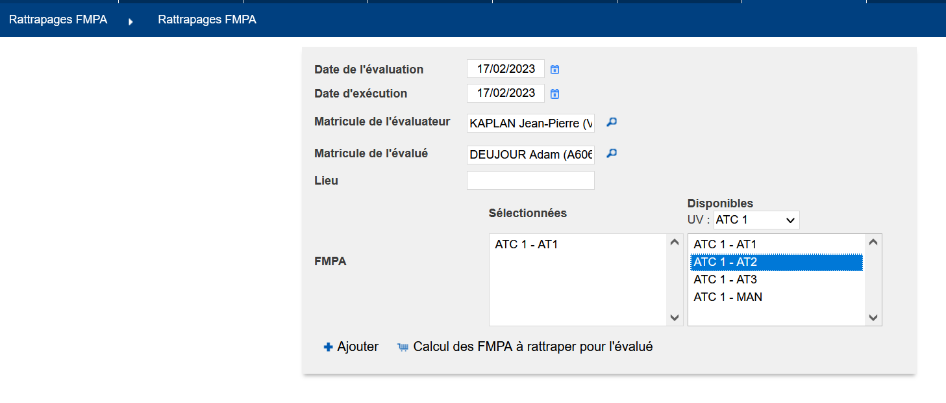 Rattrapages FMPA Rattrapages FMPA
Date de l'évaluation 17/02/2023
Date d'exécution 17/02/2023
Matricule de l'évaluateur KAPLAN Jean-Pierre (V
Matricule de l'évalué DEUJOUR Adam (A606
Lieu
Disponibles
Sélectionnées
UV : ATC 1
FMPA
ATC 1 - AT1
ATC 1 - AT1
ATC 1 - AT2
ATC 1 - AT3
ATC 1 - MAN
Ajouter Calcul des FMPA à rattraper pour l'évalué